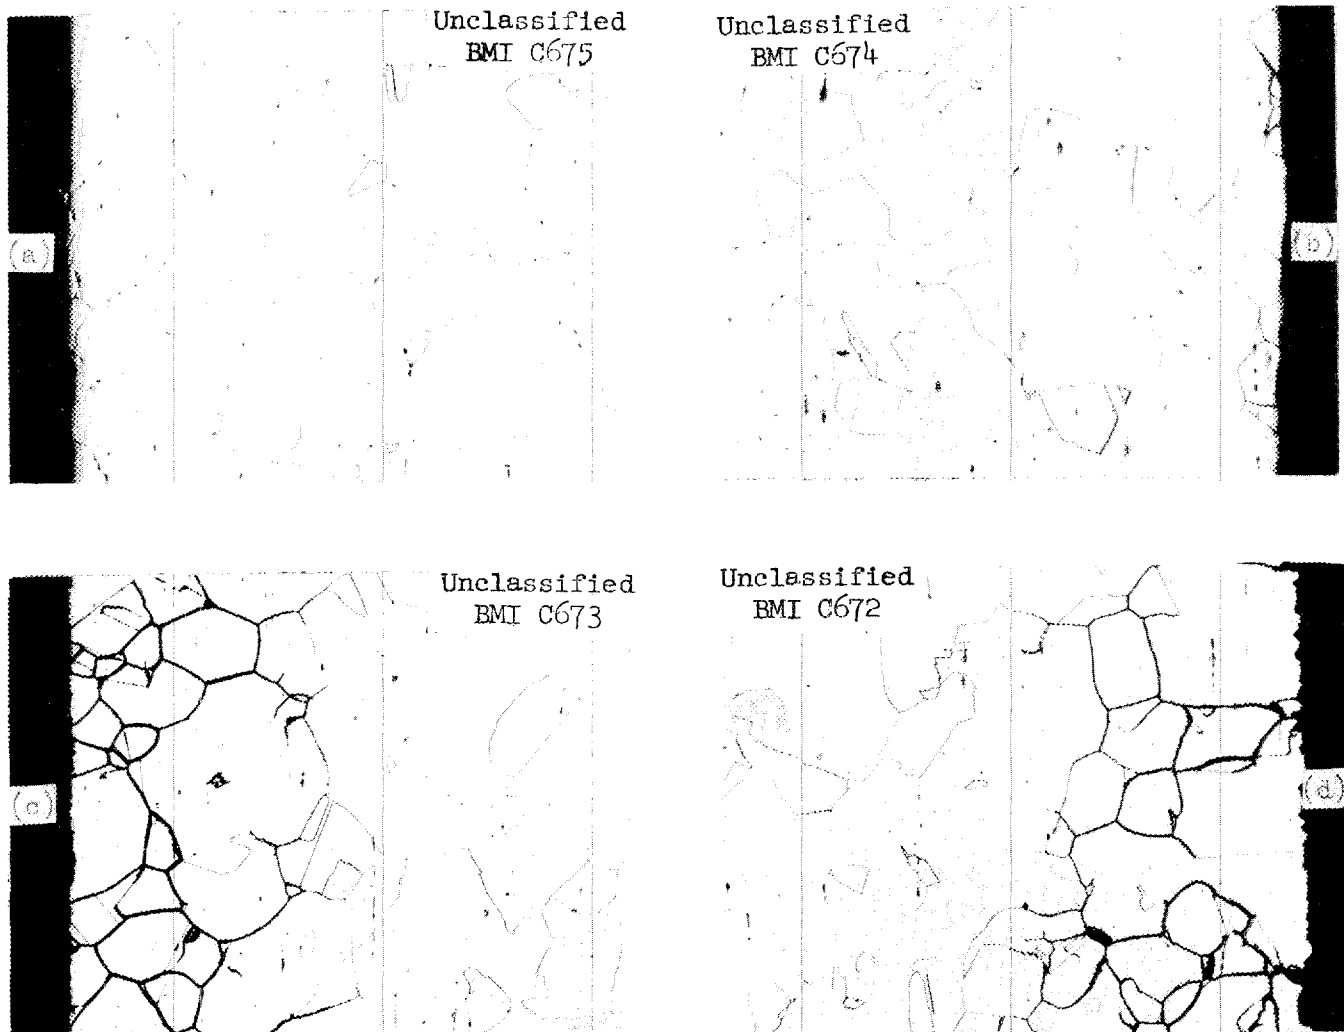 Unclassified
BMI C675
Unclassified
BMI C674
(a)
(b)
Unclassified
BMI C673
Unclassified
BMI C672
(c)
(d)